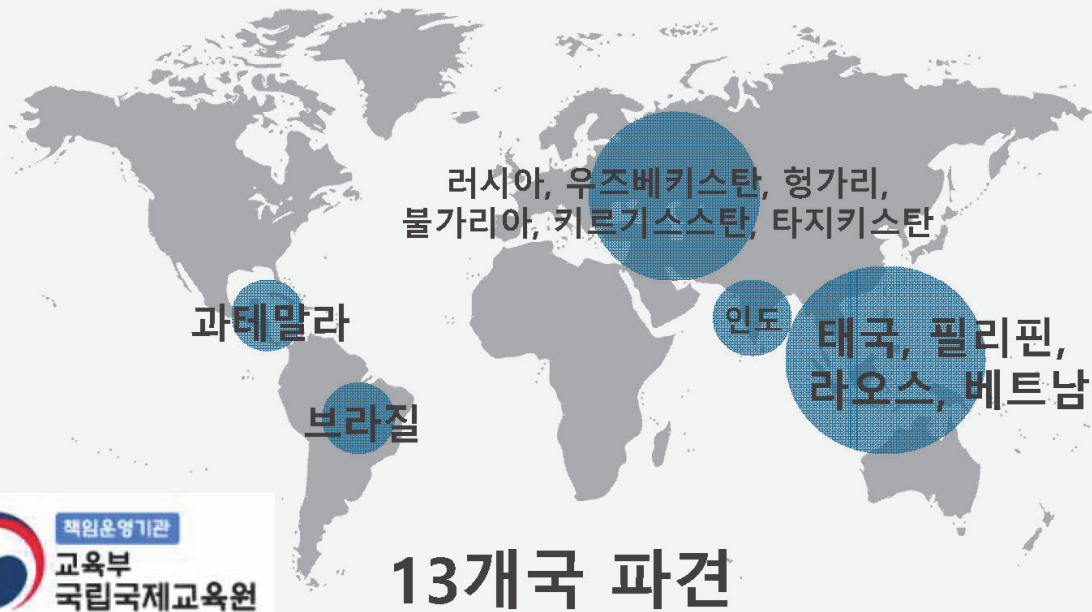 러시아, 우즈베키스탄, 헝가리,
불가리아, 키르기스스탄, 타지키스탄
과테말라
인도
태국, 필리핀,
라오스, 베트남
브라질
책임운영기관
교육부
국립국제교육원
13개국 파견